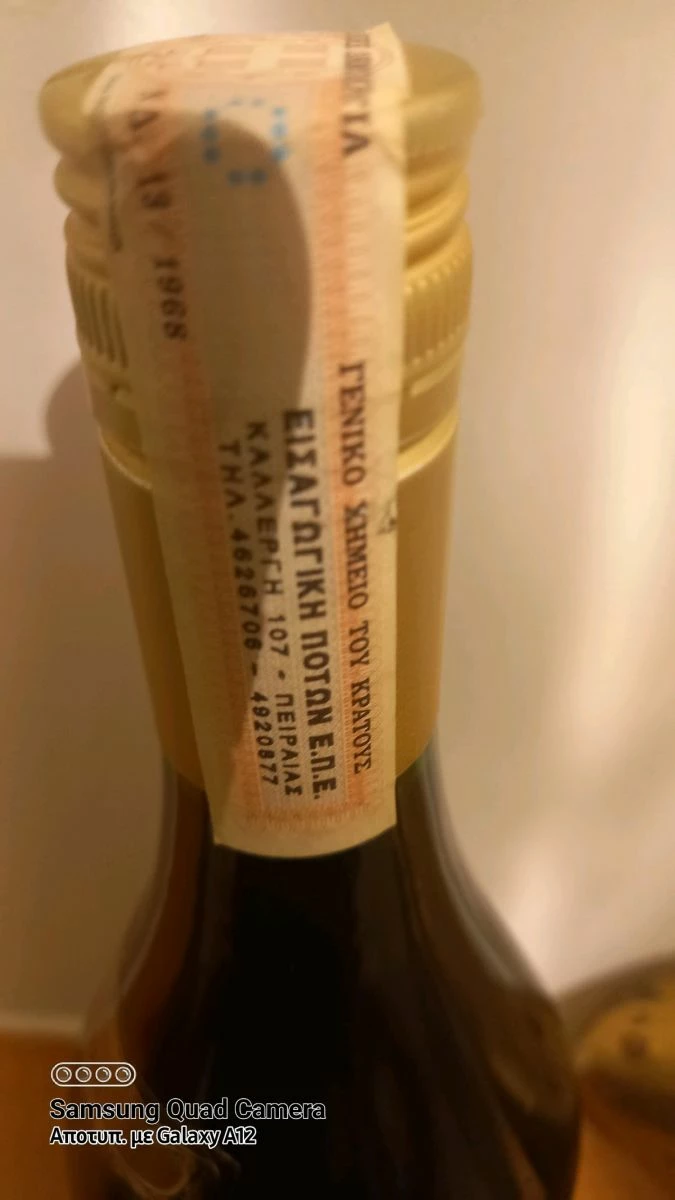 ΓΕΝΙΚΟ ΧΗΜΕΙΟ ΤΟΥ ΚΡΑΤΟΥΣ
ΕΙΣΑΓΩΓΙΚΗ ΠΟΤΩΝ Ε.Π.Ε.
ΚΑΛΛΕΡΓΗ 107 - ΠΕΙΡΑΙΑΣ
ΤΗΛ. 4626706 - 4920877
13 / 1968
Samsung Quad Camera
Αποτυπ. με Galaxy A12